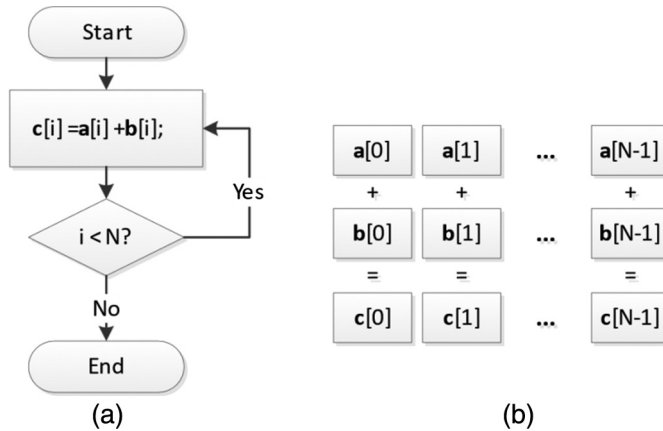 Start
c[i] =a[i] +b[i];
Yes
i < N?
No
End
(a)
a[0] a[1] ... a[N-1]
+ + +
b[0] b[1] ... b[N-1]
= = =
c[0] c[1] ... c[N-1]
(b)